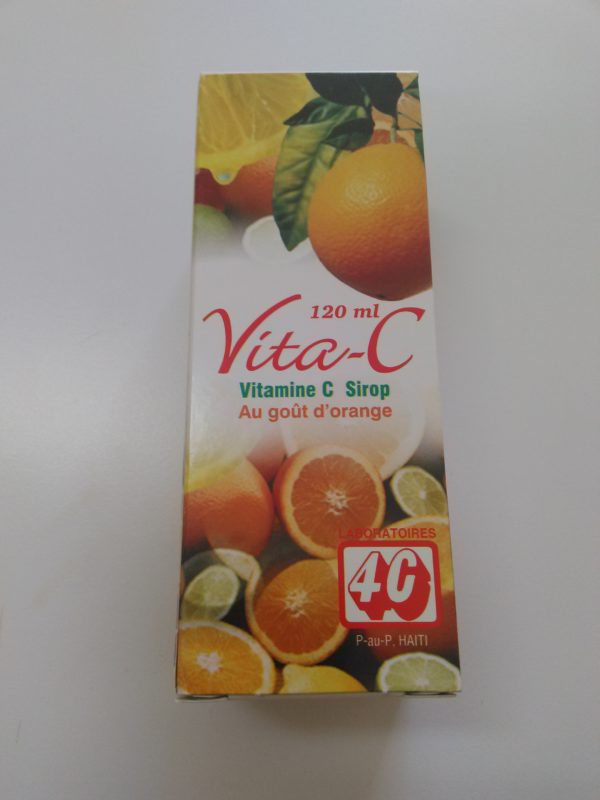 120 ml
Vita-C
Vitamine C Sirop
Au goût d'orange
LABORATOIRES
4C
P-au-P, HAITI